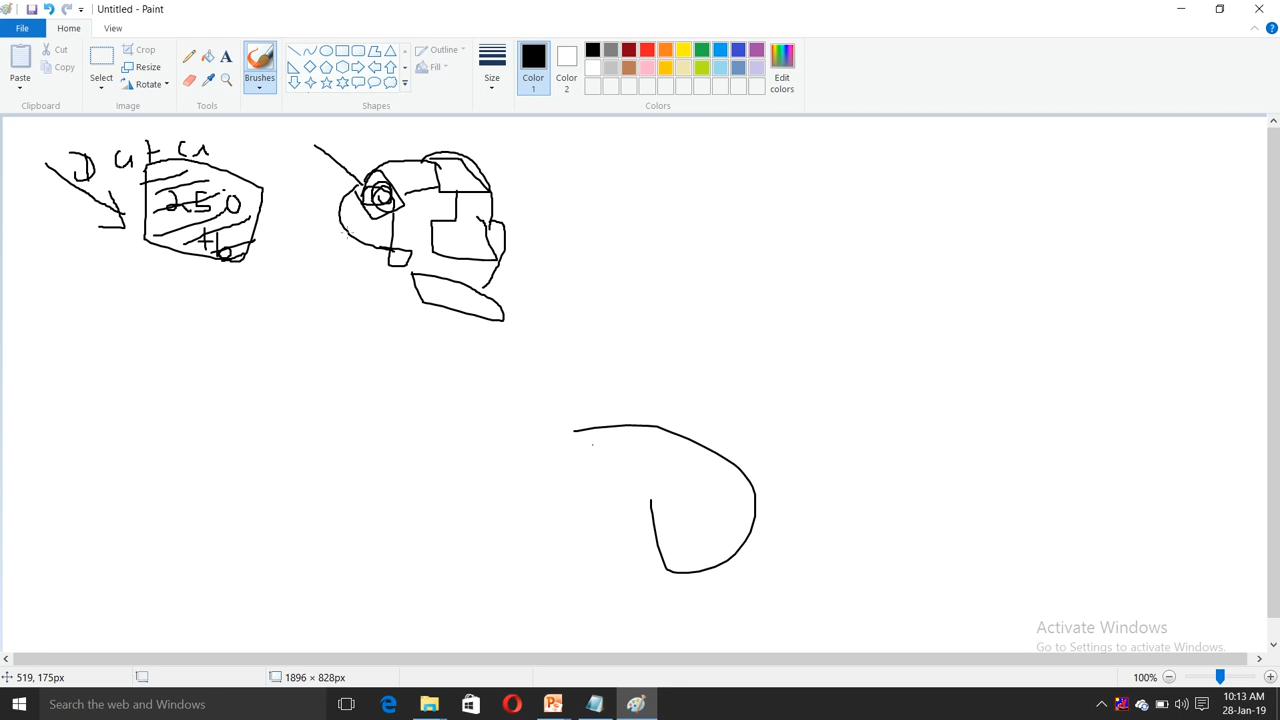 Untitled - Paint
File
Home
View
Paste
Cut
Copy
Clipboard
Select
Crop
Resize
Rotate
Image
Tools
Brushes
Outline
Fill
Shapes
Size
Color 1
Color 2
Edit colors
Colors
250
Activate Windows
Go to Settings to activate Windows.
519, 175px
1896 × 828px
100%
Search the web and Windows
10:13 AM
28-Jan-19